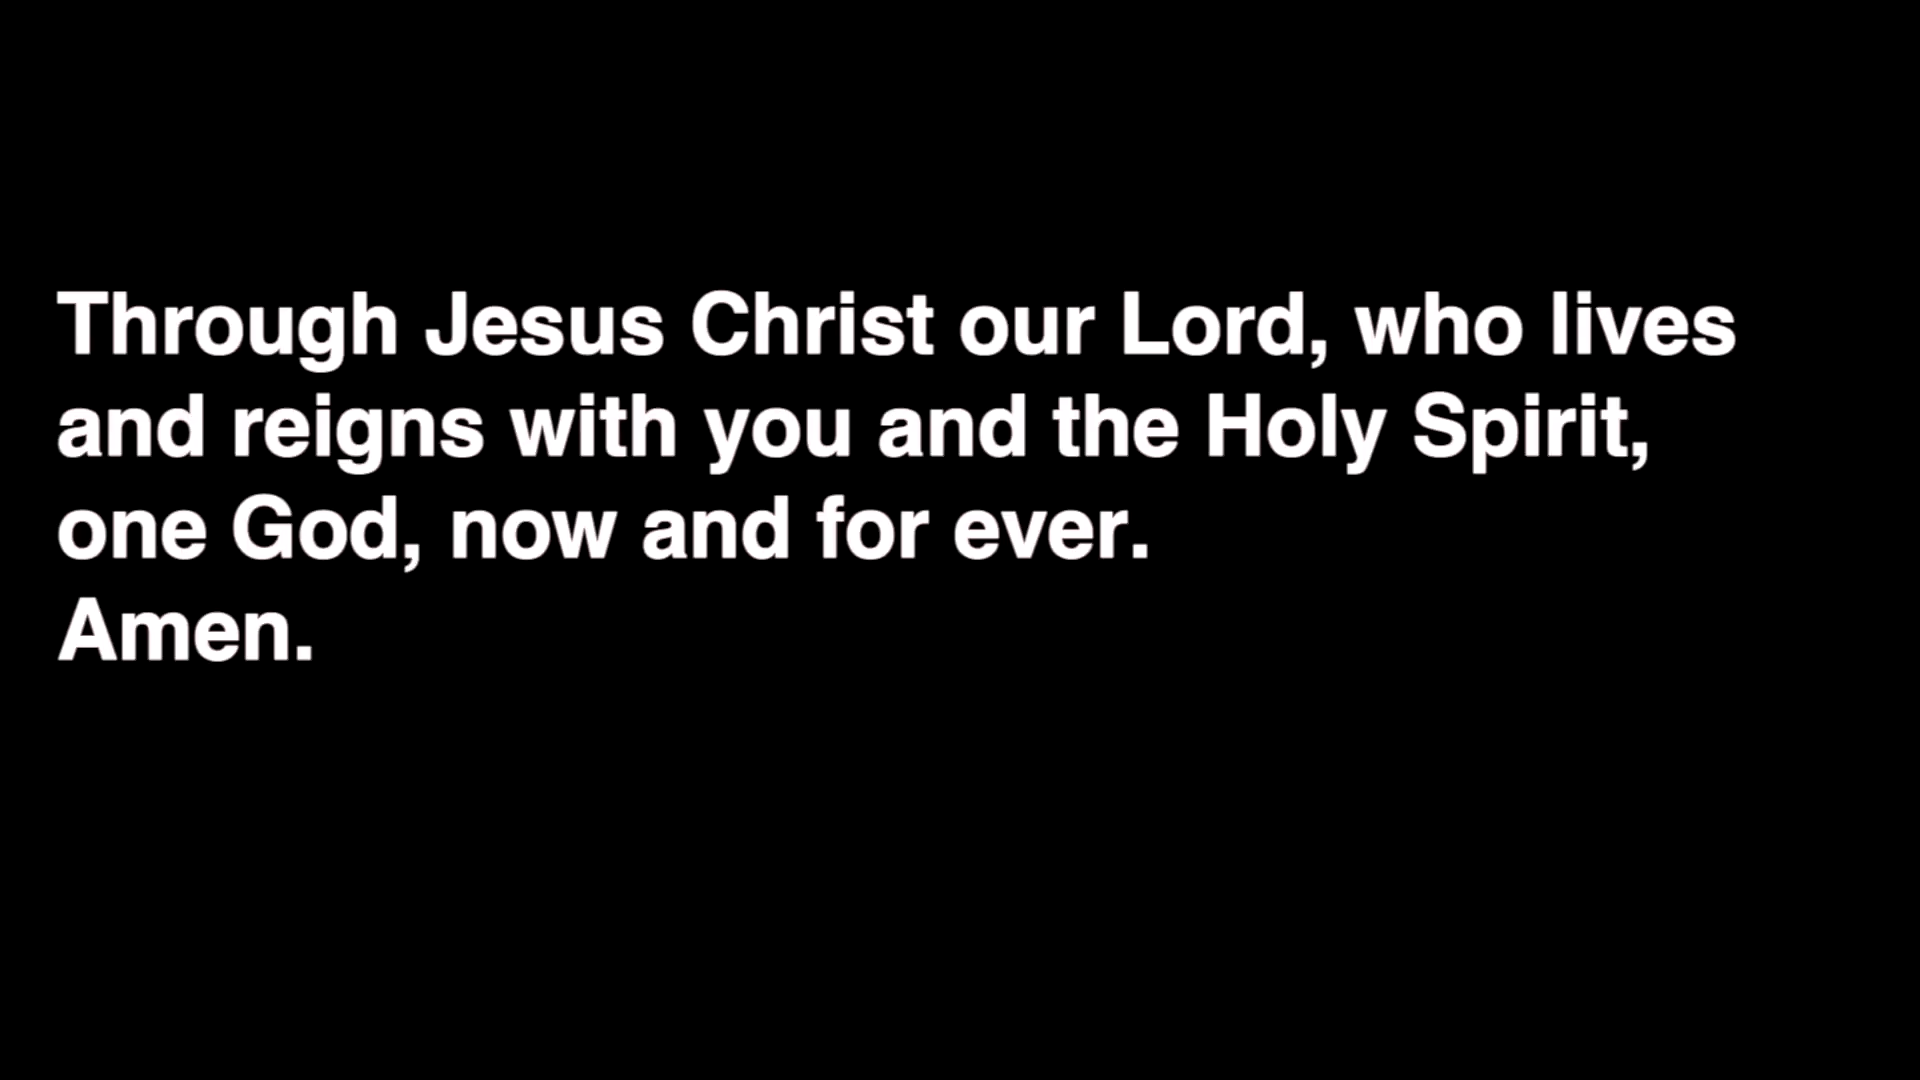 Through Jesus Christ our Lord, who lives
and reigns with you and the Holy Spirit,
one God, now and for ever.
Amen.